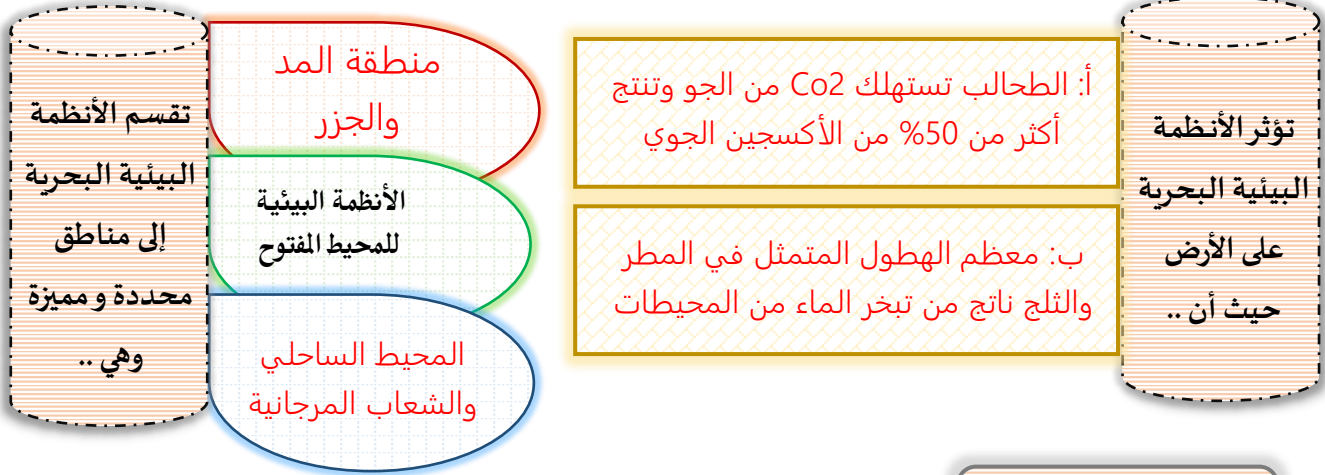 تؤثر الأنظمة
البيئية البحرية
على الأرض
حيث أن ..
أ: الطحالب تستهلك Co2 من الجو وتنتج
أكثر من 50% من الأكسجين الجوي
ب: معظم الهطول المتمثل في المطر
والثلج ناتج من تبخر الماء من المحيطات
تقسم الأنظمة
البيئية البحرية
إلى مناطق
محددة و مميزة
وهي ..
منطقة المد
والجزر
الأنظمة البيئية
للمحيط المفتوح
المحيط الساحلي
والشعاب المرجانية